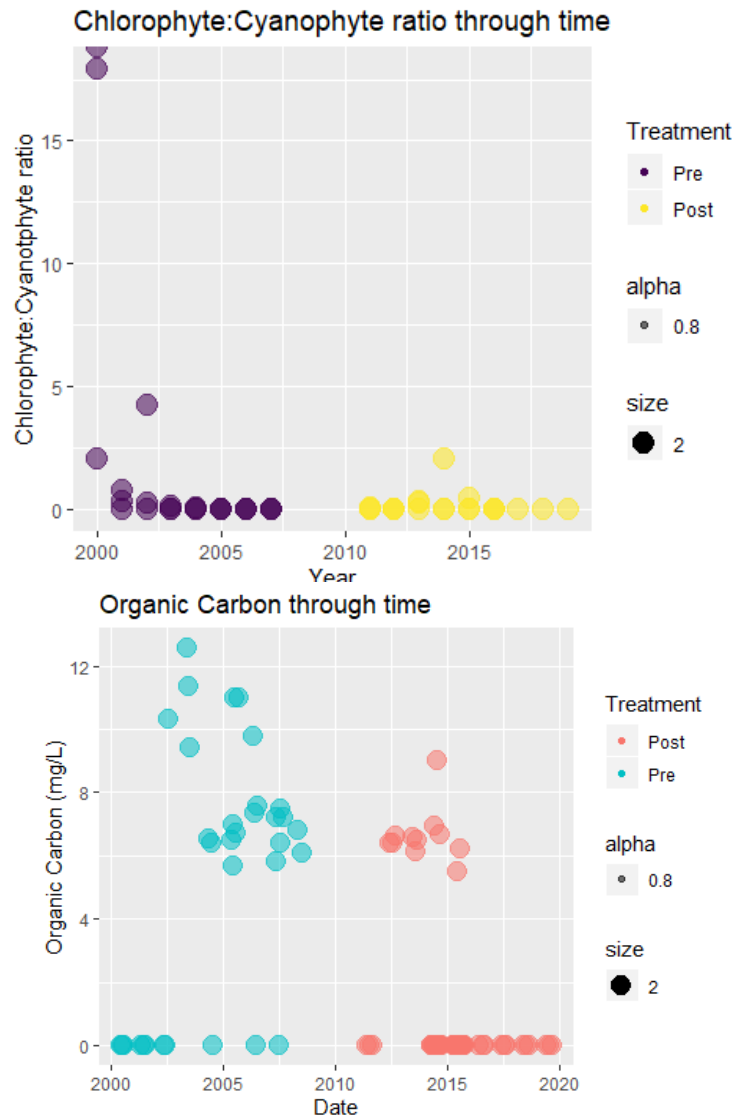 Chlorophyte:Cyanophyte ratio through time
Chlorophyte:Cyanotphyte ratio
15
10
5
0
2000 2005 2010 2015
Year
Treatment
Pre
Post
alpha
0.8
size
2
Organic Carbon through time
Organic Carbon (mg/L)
12
8
4
0
2000 2005 2010 2015 2020
Date
Treatment
Post
Pre
alpha
0.8
size
2